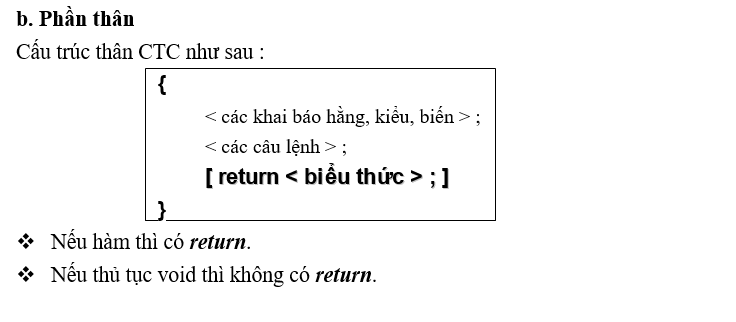 b. Phần thân
Cấu trúc thân CTC như sau :
{
< các khai báo hằng, kiểu, biến > ;
< các câu lệnh > ;
[ return < biểu thức > ; ]
}
❖ Nếu hàm thì có return.
❖ Nếu thủ tục void thì không có return.